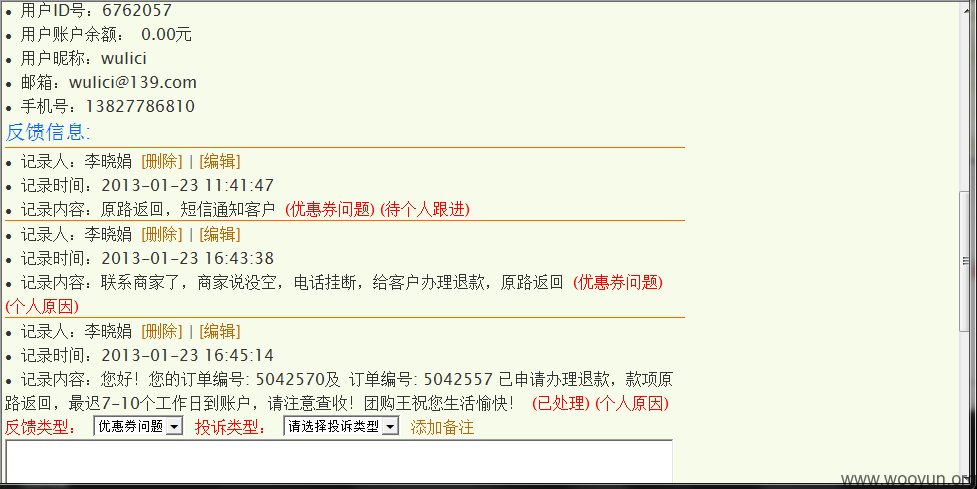 • 用户ID号：6762057
• 用户账户余额： 0.00元
• 用户昵称：wulici
• 邮箱：wulici@139.com
• 手机号：13827786810
反馈信息:
• 记录人：李晓娟 [删除] | [编辑]
• 记录时间：2013-01-23 11:41:47
• 记录内容：原路返回，短信通知客户 (优惠券问题) (待个人跟进)
• 记录人：李晓娟 [删除] | [编辑]
• 记录时间：2013-01-23 16:43:38
• 记录内容：联系商家了，商家说没空，电话挂断，给客户办理退款，原路返回 (优惠券问题)
(个人原因)
• 记录人：李晓娟 [删除] | [编辑]
• 记录时间：2013-01-23 16:45:14
• 记录内容：您好！您的订单编号: 5042570及 订单编号: 5042557 已申请办理退款，款项原
路返回，最迟7-10个工作日到账户，请注意查收！团购王祝您生活愉快！ (已处理) (个人原因)
反馈类型： 优惠券问题 投诉类型： 请选择投诉类型 添加备注
www.wooyun.org